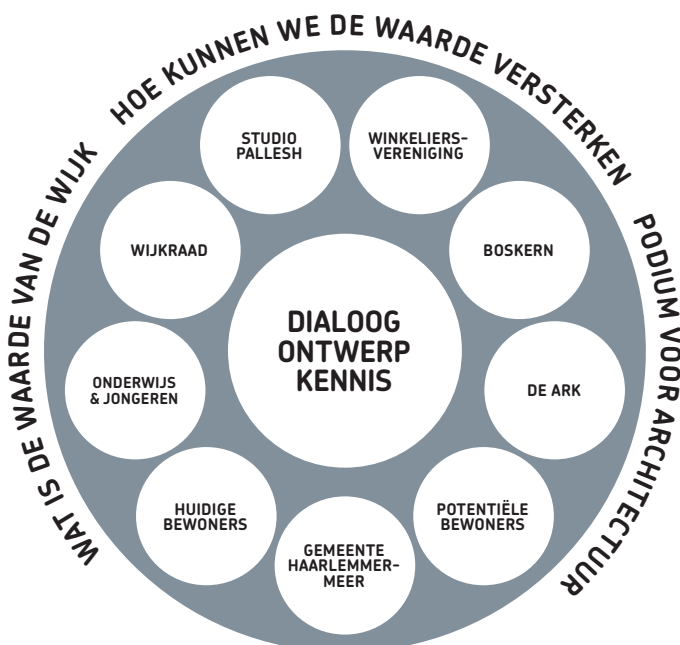 WAT IS DE WAARDE VAN DE WIJK
HOE KUNNEN WE DE WAARDE VERSTERKEN
PODIUM VOOR ARCHITECTUUR
STUDIO
PALLESH
WINKELIERS-
VERENIGING
WIJKRAAD
BOSKERN
DIALOOG
ONTWERP
KENNIS
ONDERWIJS
& JONGEREN
DE ARK
HUIDIGE
BEWONERS
POTENTIËLE
BEWONERS
GEMEENTE
HAARLEMMER-
MEER